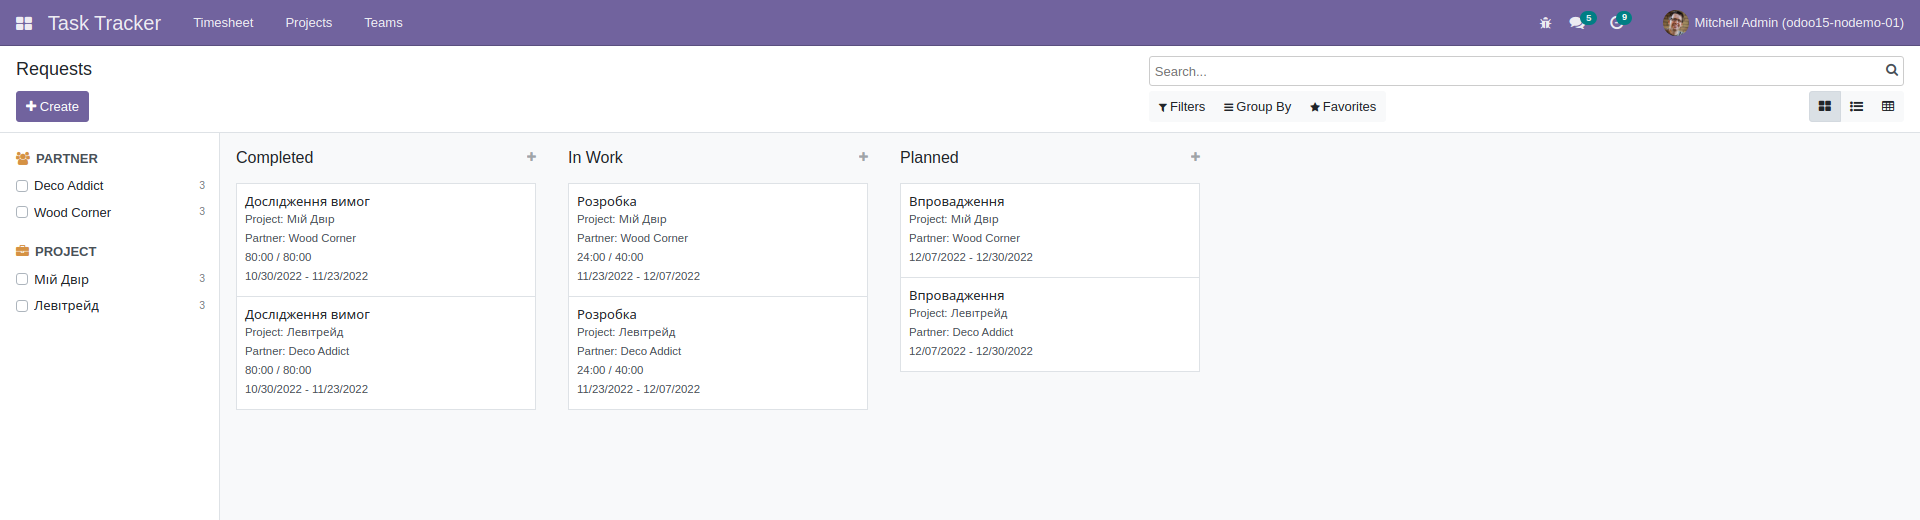 Task Tracker Timesheet Projects Teams 5 9 Mitchell Admin (odoo15-nodemo-01)
Requests
Search...
Create
Filters Group By Favorites
PARTNER
Deco Addict 3
Wood Corner 3
PROJECT
Мій Двір 3
Левітрейд 3
Completed
Дослідження вимог
Project: Мій Двір
Partner: Wood Corner
80:00 / 80:00
10/30/2022 - 11/23/2022
Дослідження вимог
Project: Левітрейд
Partner: Deco Addict
80:00 / 80:00
10/30/2022 - 11/23/2022
In Work
Розробка
Project: Мій Двір
Partner: Wood Corner
24:00 / 40:00
11/23/2022 - 12/07/2022
Розробка
Project: Левітрейд
Partner: Deco Addict
24:00 / 40:00
11/23/2022 - 12/07/2022
Planned
Впровадження
Project: Мій Двір
Partner: Wood Corner
12/07/2022 - 12/30/2022
Впровадження
Project: Левітрейд
Partner: Deco Addict
12/07/2022 - 12/30/2022